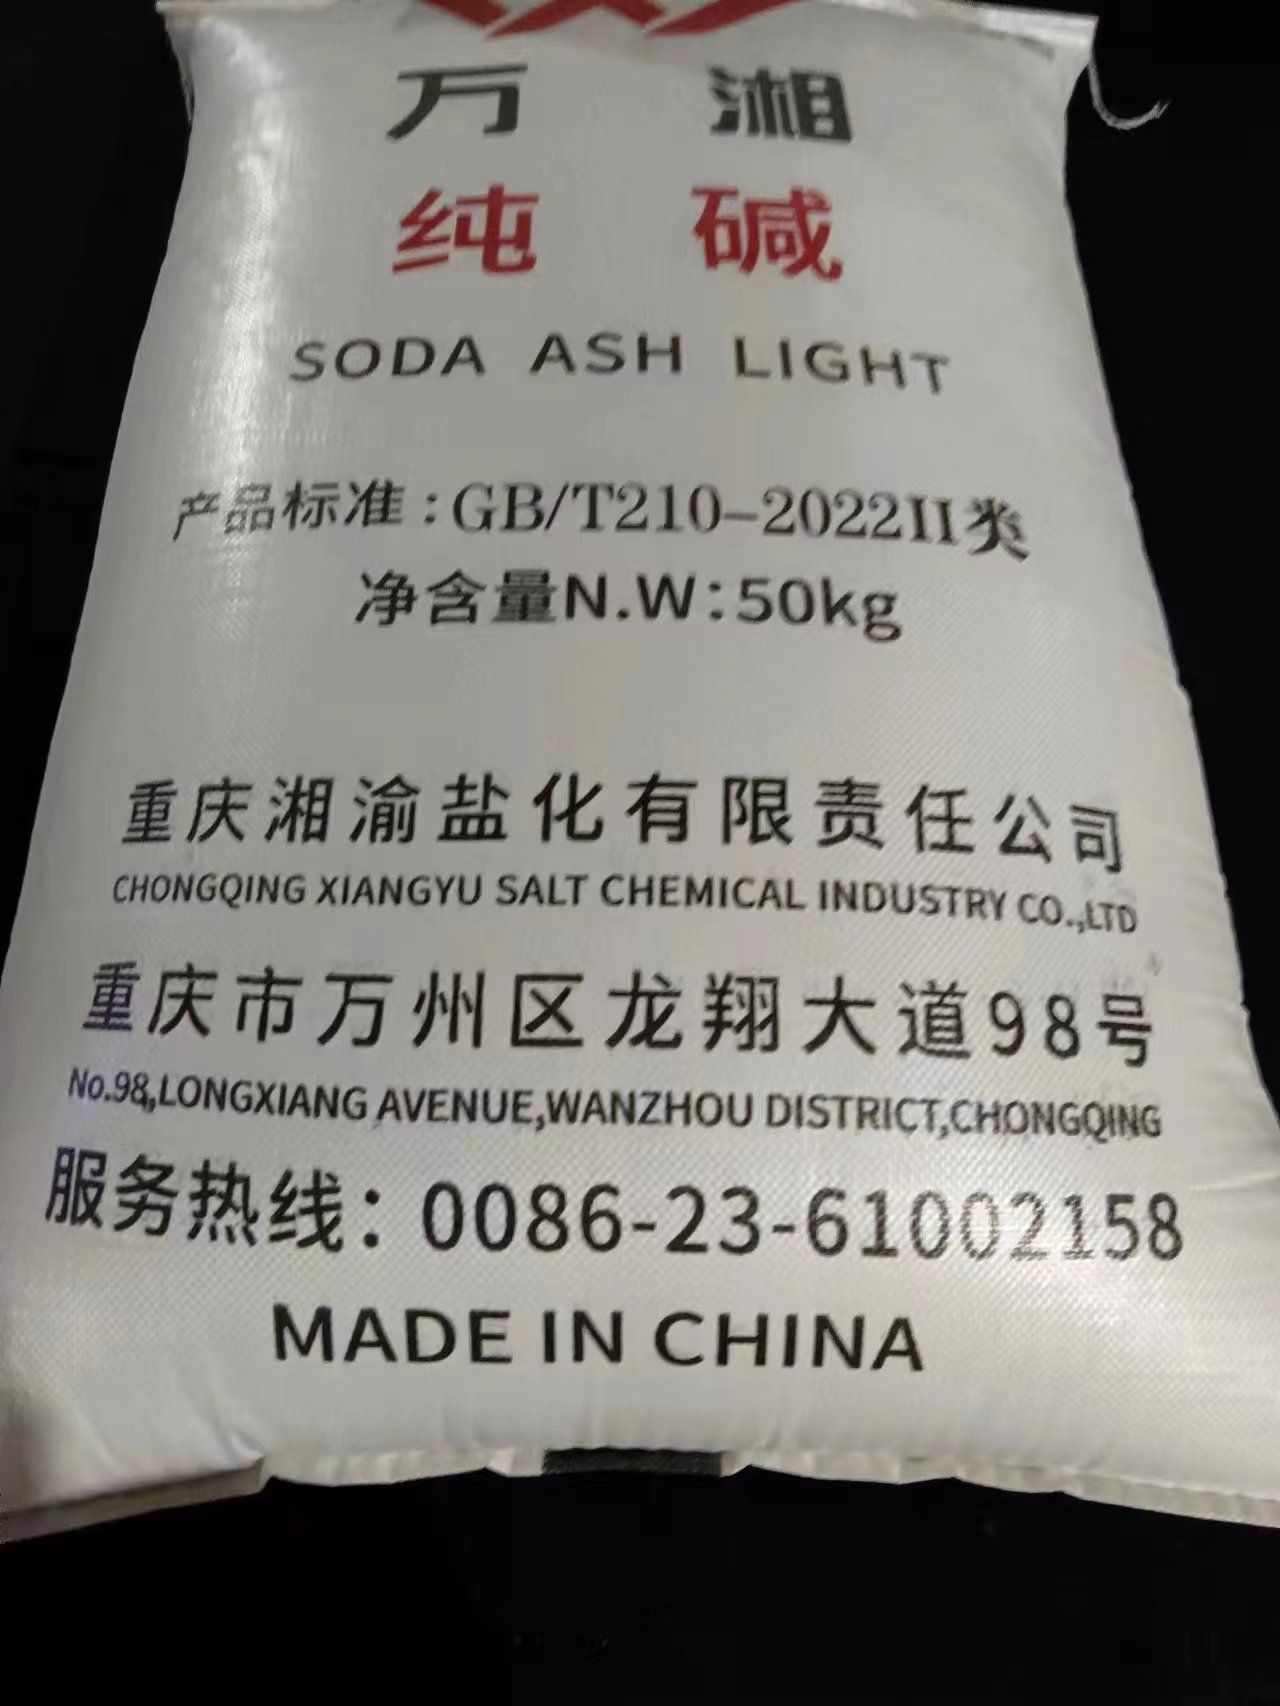 万湘
纯碱
SODA ASH LIGHT
产品标准:GB/T210-2022II类
净含量N.W:50kg
重庆湘渝盐化有限责任公司
CHONGQING XIANGYU SALT CHEMICAL INDUSTRY CO.,LTD
重庆市万州区龙翔大道98号
No.98,LONGXIANG AVENUE,WANZHOU DISTRICT,CHONGQING
服务热线：0086-23-61002158
MADE IN CHINA